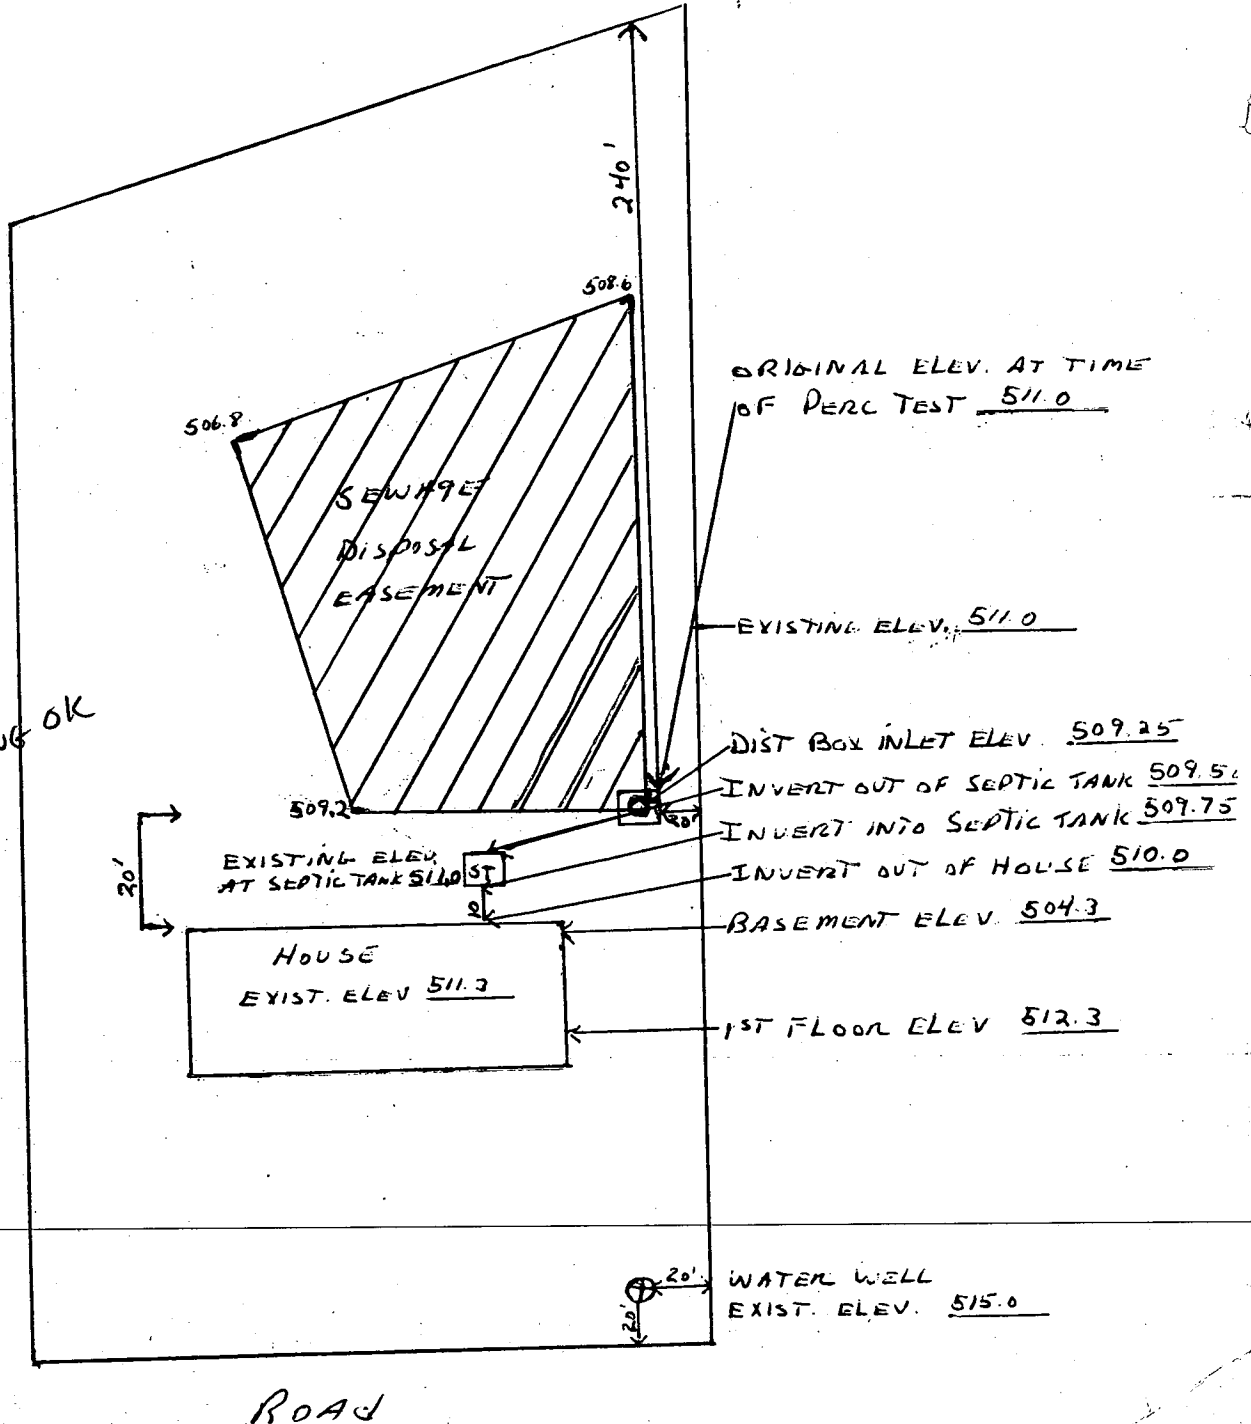 240'
508.6
ORIGINAL ELEV. AT TIME
OF PERC TEST 511.0
506.8
SEWAGE
DISPOSAL
EASEMENT
EXISTING ELEV. 511.0
OK
DIST BOX INLET ELEV. 509.25
INVERT OUT OF SEPTIC TANK
509.2
20'
INVERT INTO SEPTIC TANK 509.75
EXISTING ELEV.
AT SEPTIC TANK 511.0
ST
INVERT OUT OF HOUSE 510.0
20'
BASEMENT ELEV. 504.3
HOUSE
EXIST. ELEV 511.3
1ST FLOOR ELEV 512.3
20'
WATER WELL
EXIST. ELEV. 515.0
20'
ROAD